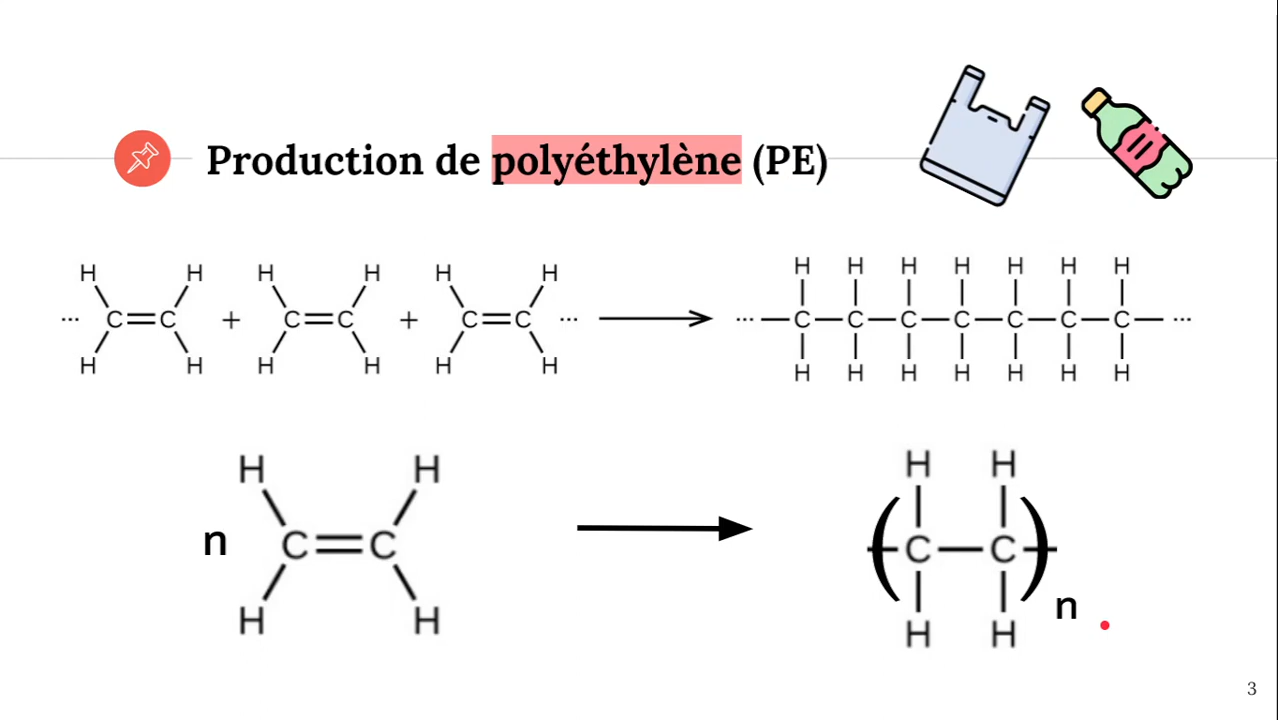 Production de polyéthylène (PE)
H H H H H H H H H H H H H
... C=C + C=C + C=C ... ... —C—C—C—C—C—C—C— ...
H H H H H H H H H H H H H
H H H H
n C=C (C—C)n
H H H H
3